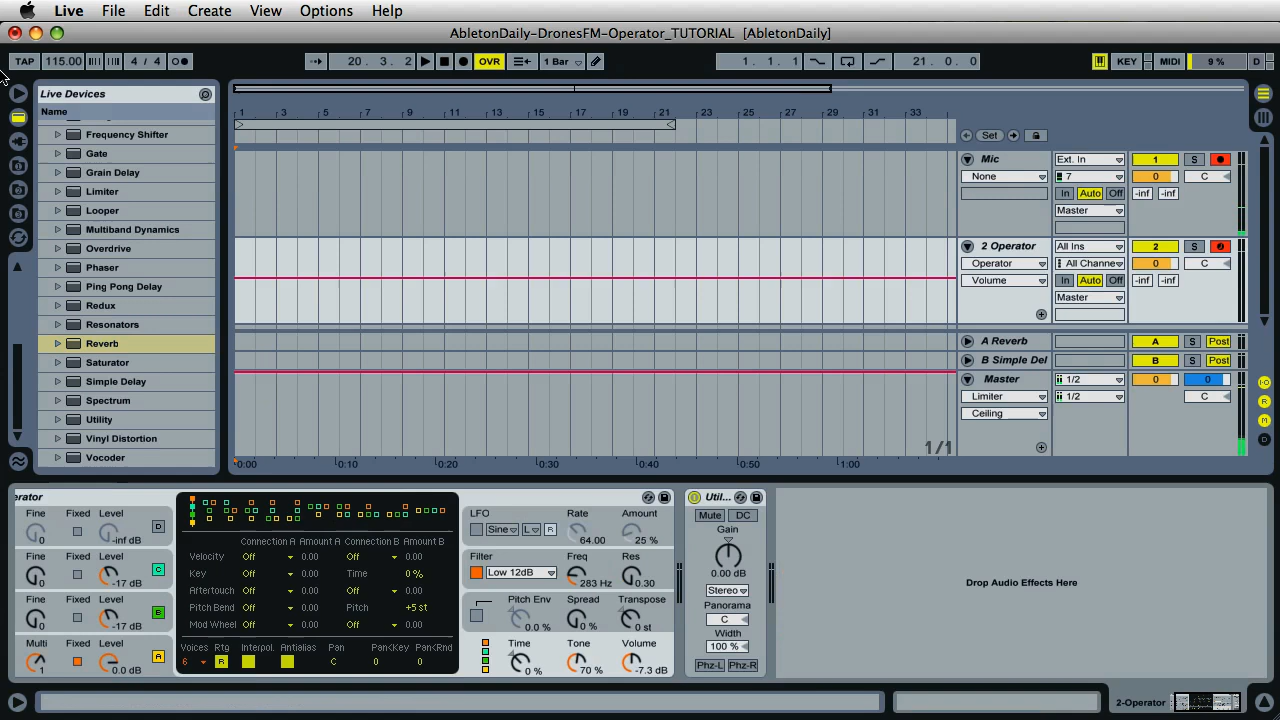 Live File Edit Create View Options Help
AbletonDaily-DronesFM-Operator_TUTORIAL [AbletonDaily]
TAP 115.00 4 / 4 20. 3. 2 OVR 1 Bar 1. 1. 1 21. 0. 0 KEY MIDI 9 % D
Live Devices
Name
Frequency Shifter
Gate
Grain Delay
Limiter
Looper
Multiband Dynamics
Overdrive
Phaser
Ping Pong Delay
Redux
Resonators
Reverb
Saturator
Simple Delay
Spectrum
Utility
Vinyl Distortion
Vocoder
1 3 5 7 9 11 13 15 17 19 21 23 25 27 29 31 33
Set
Mic Ext. In 1 S
None 7 0 C
In Auto Off -inf -inf
Master
2 Operator All Ins 2 S
Operator All Channe 0 C
Volume In Auto Off -inf -inf
Master
A Reverb A S Post
B Simple Del B S Post
Master 1/2 0 0
Limiter 1/2 C
Ceiling
1/1
0:00 0:10 0:20 0:30 0:40 0:50 1:00
erator
Fine Fixed Level D
0 -inf dB
Fine Fixed Level C
0 -17 dB
Fine Fixed Level B
0 -17 dB
Multi Fixed Level A
1 0.0 dB
Connection A Amount A Connection B Amount B
Velocity Off 0.00 Off 0.00
Key Off 0.00 Time 0 %
Aftertouch Off 0.00 Off 0.00
Pitch Bend Off 0.00 Pitch +5 st
Mod Wheel Off 0.00 Off 0.00
Voices Rtg Interpol. Antialias Pan Pan<Key Pan<Rnd
6 R C 0 0
LFO Rate Amount
Sine L R 64.00 25 %
Filter Freq Res
Low 12dB 283 Hz 0.30
Pitch Env Spread Transpose
0.0 % 0 % 0 st
Time Tone Volume
0 % 70 % -7.3 dB
Util...
Mute DC
Gain
0.00 dB
Stereo
Panorama
C
Width
100 %
Phz-L Phz-R
Drop Audio Effects Here
2-Operator